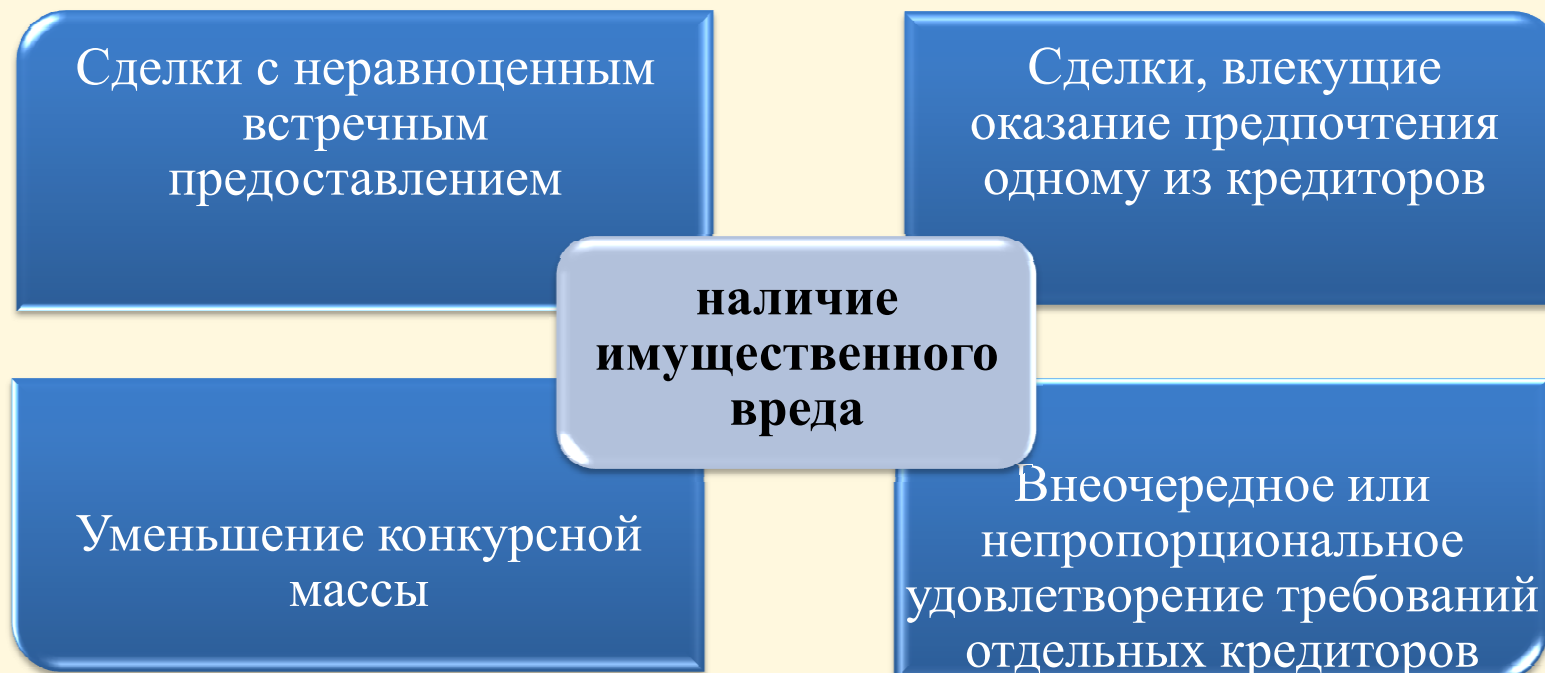 Сделки с неравноценным
встречным
предоставлением
Сделки, влекущие
оказание предпочтения
одному из кредиторов
наличие
имущественного
вреда
Уменьшение конкурсной
массы
Внеочередное или
непропорциональное
удовлетворение требований
отдельных кредиторов